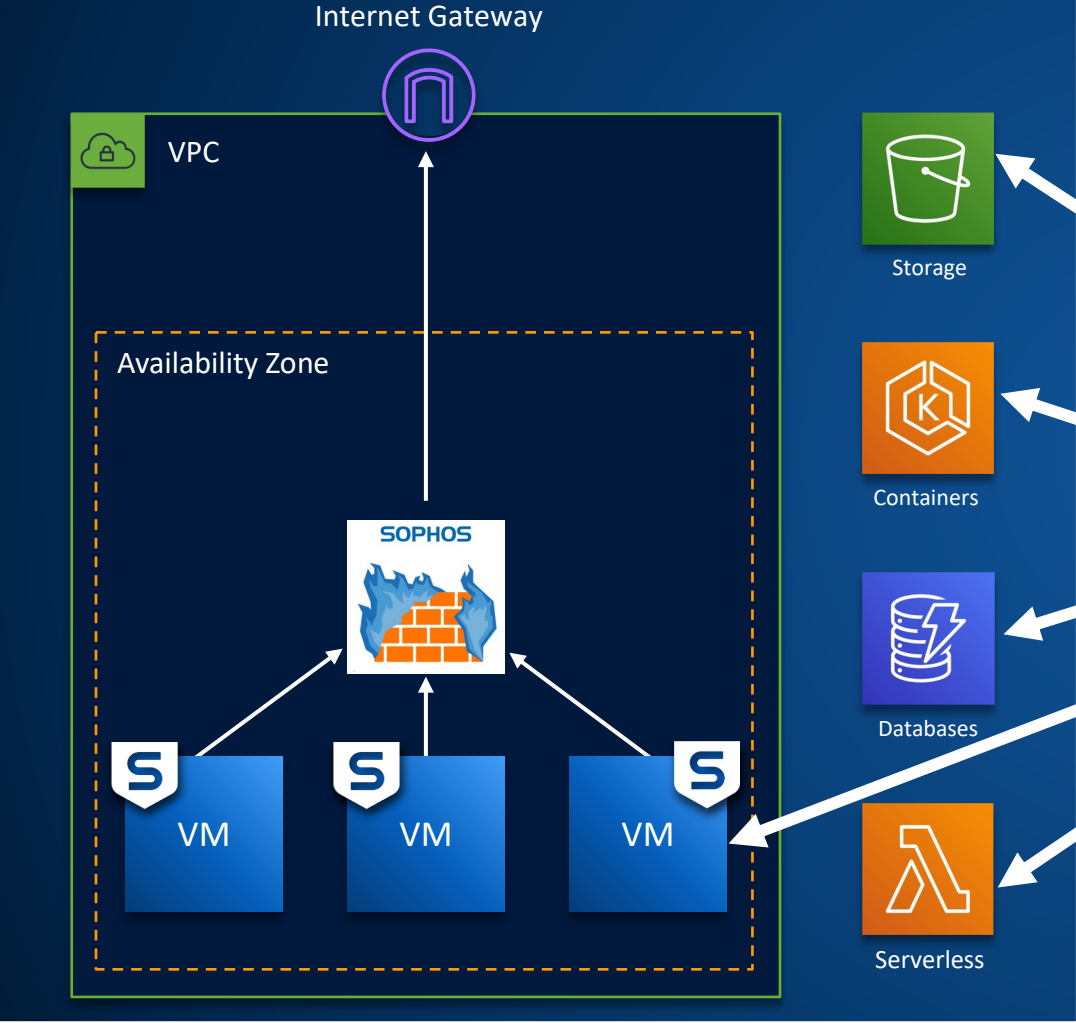 Internet Gateway
VPC
Availability Zone
SOPHOS
S
VM
S
VM
S
VM
Storage
K
Containers
Databases
Serverless